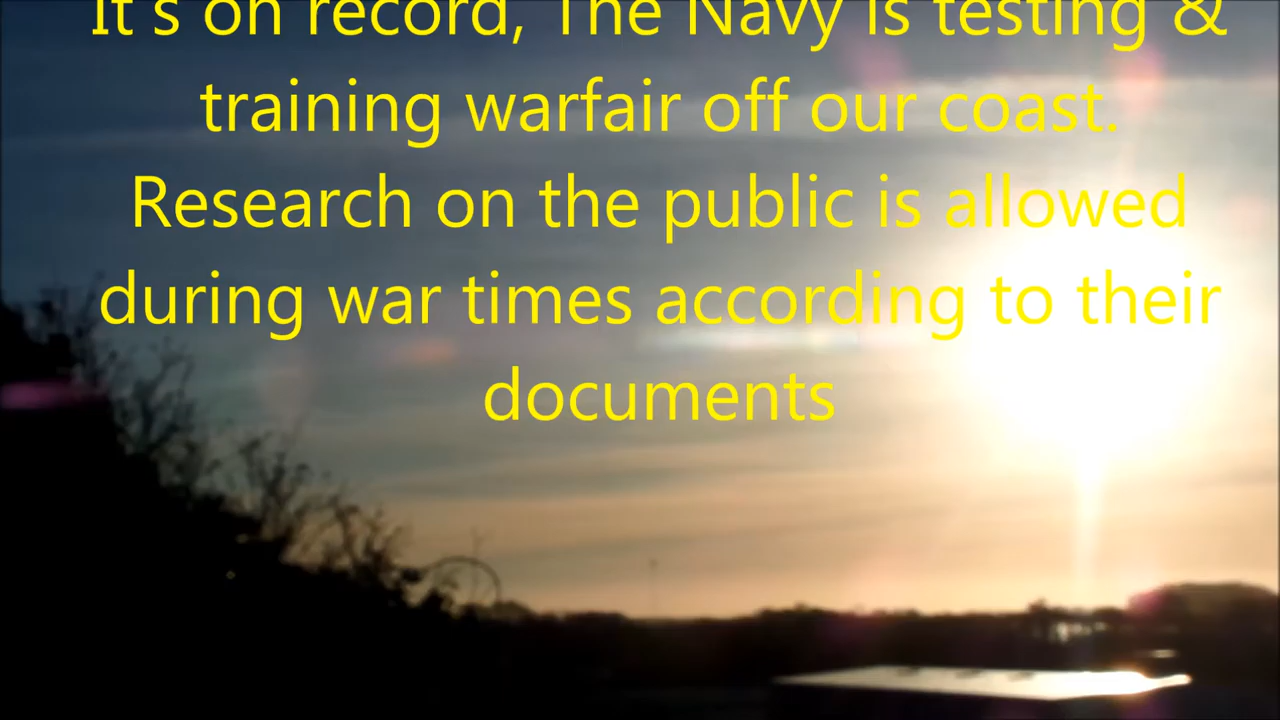 It's on record, The Navy is testing &
training warfair off our coast.
Research on the public is allowed
during war times according to their
documents